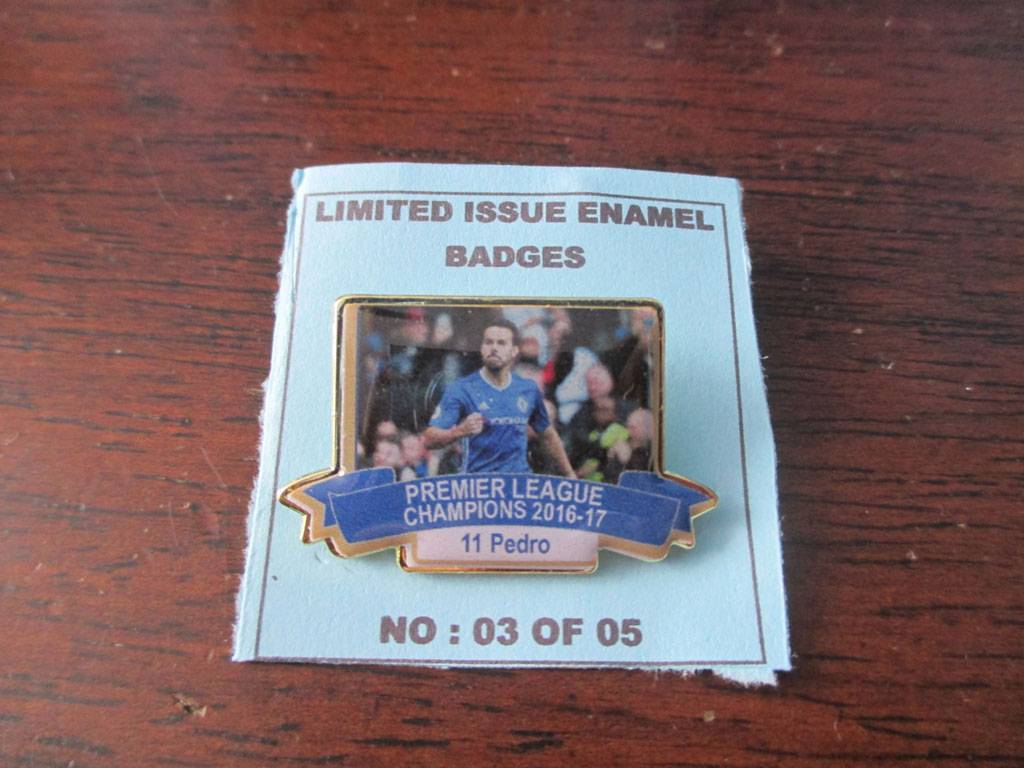 LIMITED ISSUE ENAMEL
BADGES
PREMIER LEAGUE
CHAMPIONS 2016-17
11 Pedro
NO : 03 OF 05